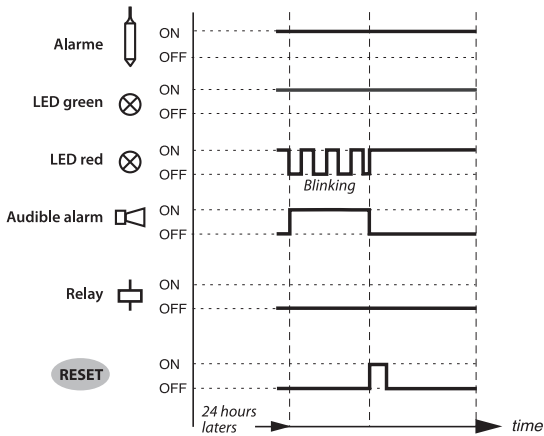 Alarme ON
OFF
LED green ON
OFF
LED red ON
OFF
Blinking
Audible alarm ON
OFF
Relay ON
OFF
RESET ON
OFF
24 hours
laters
time